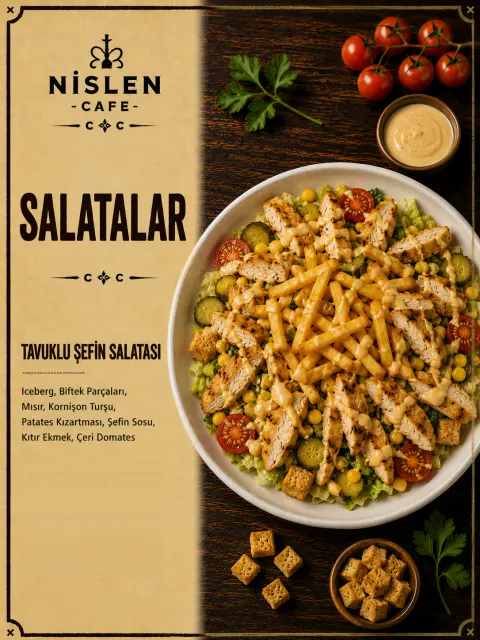 NİSLEN
- CAFE -
C C
SALATALAR
C C
TAVUKLU ŞEFİN SALATASI
Iceberg, Biftek Parçaları,
Mısır, Kornişon Turşu,
Patates Kızartması, Şefin Sosu,
Kıtır Ekmek, Çeri Domates